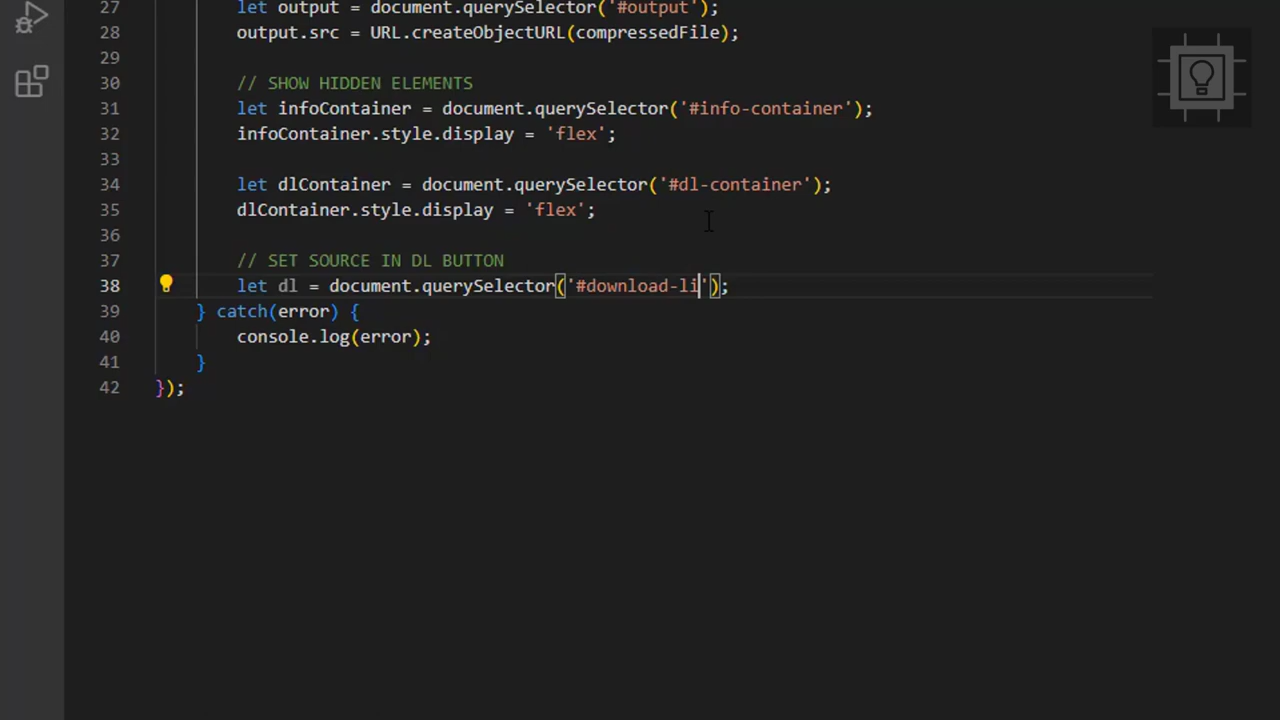 27 let output = document.querySelector('#output');
28 output.src = URL.createObjectURL(compressedFile);
29
30 // SHOW HIDDEN ELEMENTS
31 let infoContainer = document.querySelector('#info-container');
32 infoContainer.style.display = 'flex';
33
34 let dlContainer = document.querySelector('#dl-container');
35 dlContainer.style.display = 'flex';
36
37 // SET SOURCE IN DL BUTTON
38 let dl = document.querySelector('#download-li');
39 } catch(error) {
40 console.log(error);
41 }
42 });